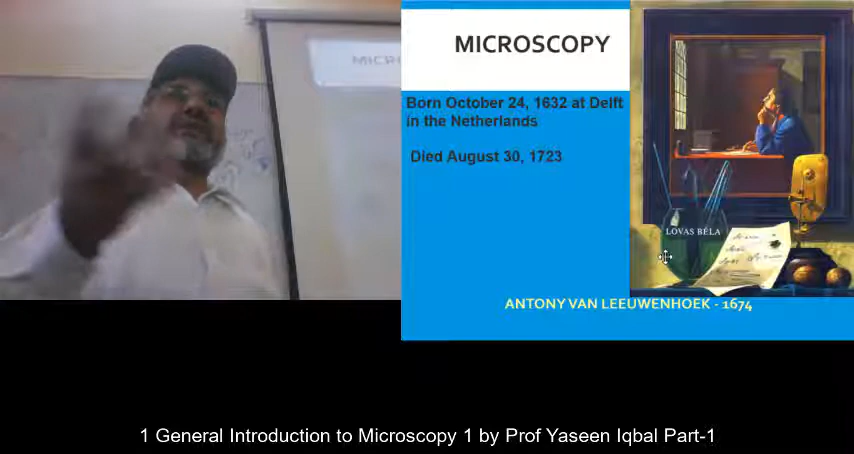 MICROSCOPY
Born October 24, 1632 at Delft
in the Netherlands
Died August 30, 1723
LOVAS BÉLA
ANTONY VAN LEEUWENHOEK - 1674
1 General Introduction to Microscopy 1 by Prof Yaseen Iqbal Part-1